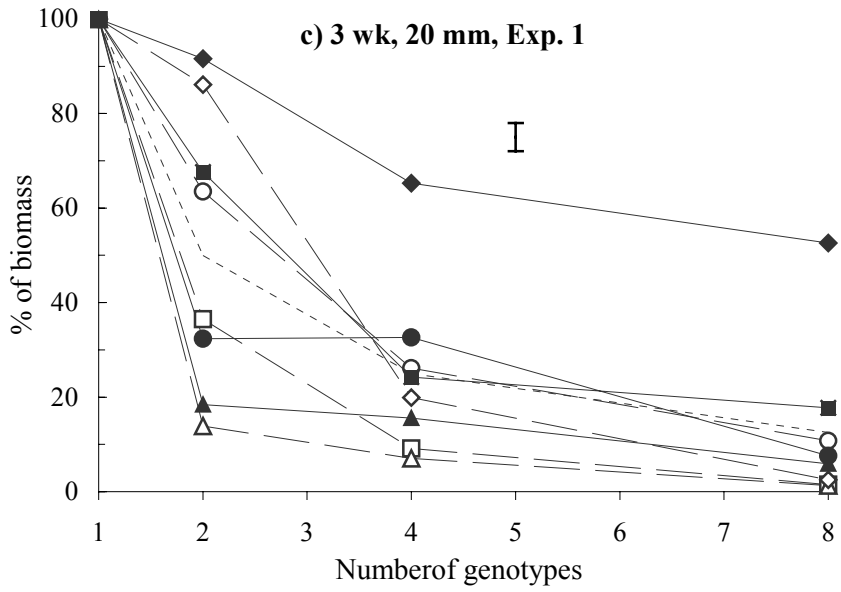 c) 3 wk, 20 mm, Exp. 1
100
80
60
40
20
0
% of biomass
1 2 3 4 5 6 7 8
Numberof genotypes